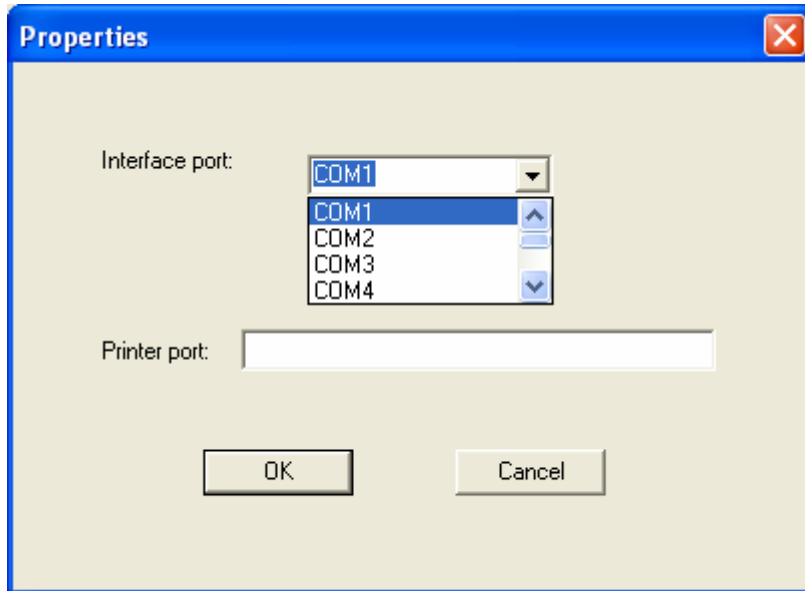 Properties
Interface port: COM1
COM1
COM2
COM3
COM4
Printer port:
OK Cancel